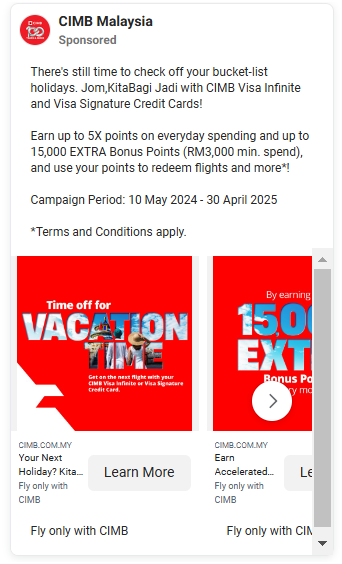 CIMB Malaysia
Sponsored
There's still time to check off your bucket-list
holidays. Jom,KitaBagi Jadi with CIMB Visa Infinite
and Visa Signature Credit Cards!
Earn up to 5X points on everyday spending and up to
15,000 EXTRA Bonus Points (RM3,000 min. spend),
and use your points to redeem flights and more*!
Campaign Period: 10 May 2024 - 30 April 2025
*Terms and Conditions apply.
Time off for
VACATION
TIME
Get on the next flight with your
CIMB Visa Infinite or Visa Signature
Credit Card.
CIMB.COM.MY
Your Next
Holiday? Kita...
Fly only with
CIMB
Learn More
Fly only with CIMB
By earning
15,0
EXT
Bonus Po
CIMB.COM.MY
Earn
Accelerated...
Fly only with
CIMB
Le
Fly only with CIM